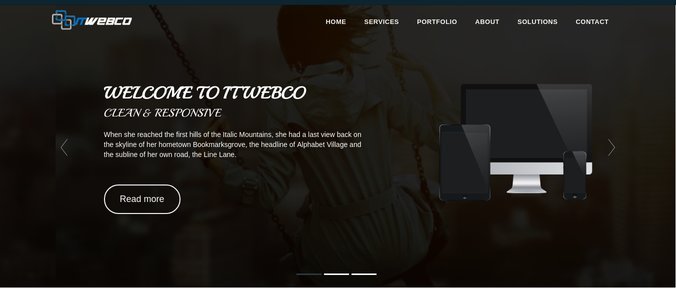 ITWEBCO
HOME SERVICES PORTFOLIO ABOUT SOLUTIONS CONTACT
WELCOME TO ITWEBCO
CLEAN & RESPONSIVE
When she reached the first hills of the Italic Mountains, she had a last view back on
the skyline of her hometown Bookmarksgrove, the headline of Alphabet Village and
the subline of her own road, the Line Lane.
Read more